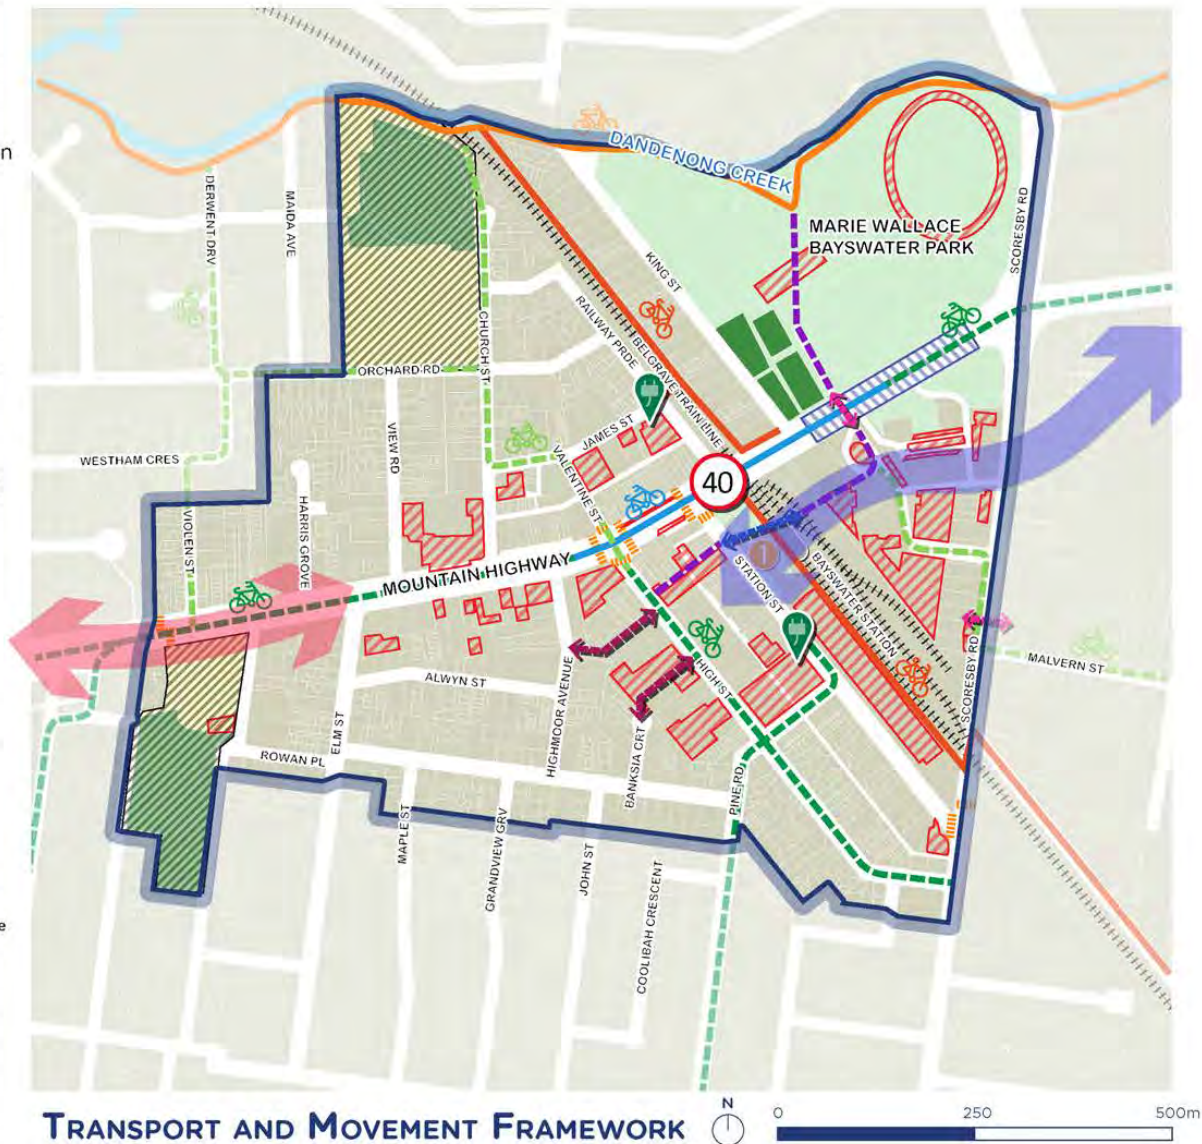 n
DANDENONG CREEK
DERWENT DRV
MAIDA AVE
MARIE WALLACE
BAYSWATER PARK
SCORESBY RD
KING ST
RAILWAY PRDE
BELGRAVE TRAIN LINE
CHURCH ST
ORCHARD RD
JAMES ST
VIEW RD
WESTHAM CRES
VALENTINE ST
40
HARRIS GROVE
VIOLEN ST
MOUNTAIN HIGHWAY
1
STATION ST
BAYSWATER STATION
ALWYN ST
HIGH ST
MALVERN ST
SCORESBY RD
HIGHMOOR AVENUE
ELM ST
ROWAN PL
BANKSIA CRT
PINE RD
MAPLE ST
GRANDVIEW GRV
JOHN ST
COOLIBAH CRESCENT
e
TRANSPORT AND MOVEMENT FRAMEWORK
N
0 250 500m